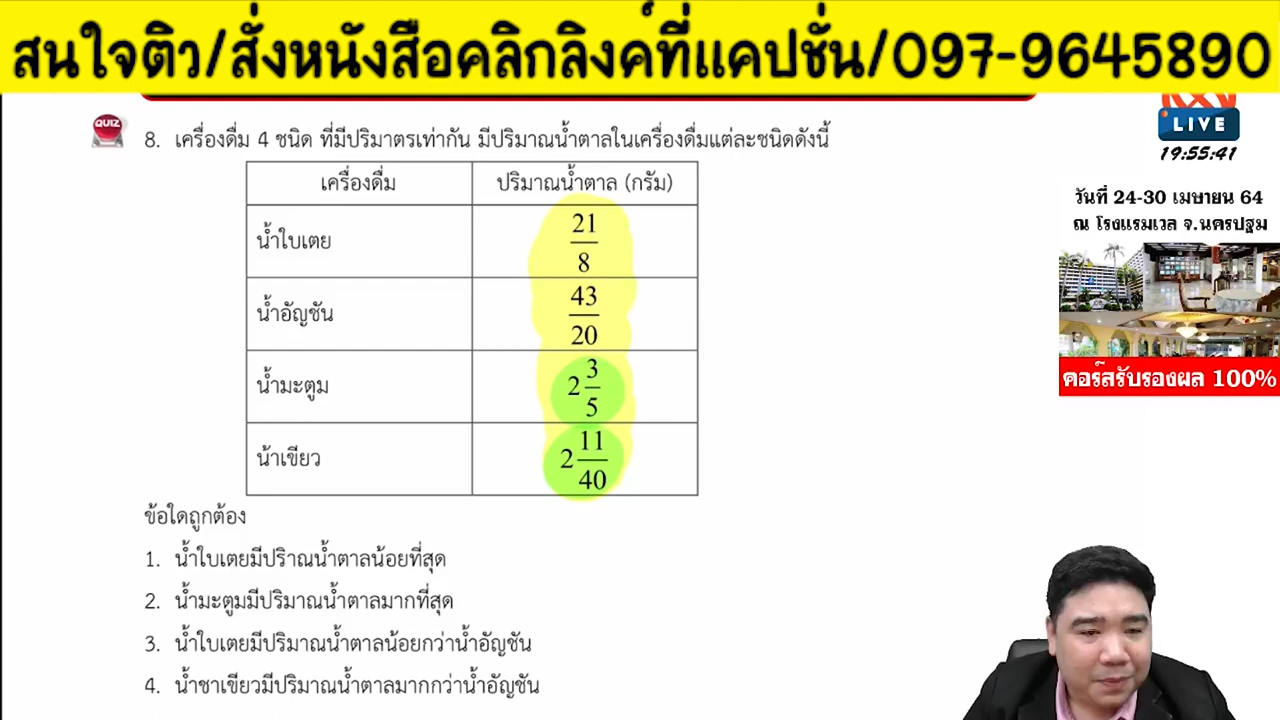 สนใจติว/สั่งหนังสือคลิกลิงค์ที่แคปชั่น/097-9645890
LIVE
19:55:41
วันที่ 24-30 เมษายน 64
ณ โรงแรมเวล จ.นครปฐม
คอร์สรับรองผล 100%
QUIZ
8. เครื่องดื่ม 4 ชนิด ที่มีปริมาตรเท่ากัน มีปริมาณน้ำตาลในเครื่องดื่มแต่ละชนิดดังนี้
เครื่องดื่ม ปริมาณน้ำตาล (กรัม)
น้ำใบเตย 21/8
น้ำอัญชัน 43/20
น้ำมะตูม 2 3/5
น้าเขียว 2 11/40
ข้อใดถูกต้อง
1. น้ำใบเตยมีปริาณน้ำตาลน้อยที่สุด
2. น้ำมะตูมมีปริมาณน้ำตาลมากที่สุด
3. น้ำใบเตยมีปริมาณน้ำตาลน้อยกว่าน้ำอัญชัน
4. น้ำชาเขียวมีปริมาณน้ำตาลมากกว่าน้ำอัญชัน